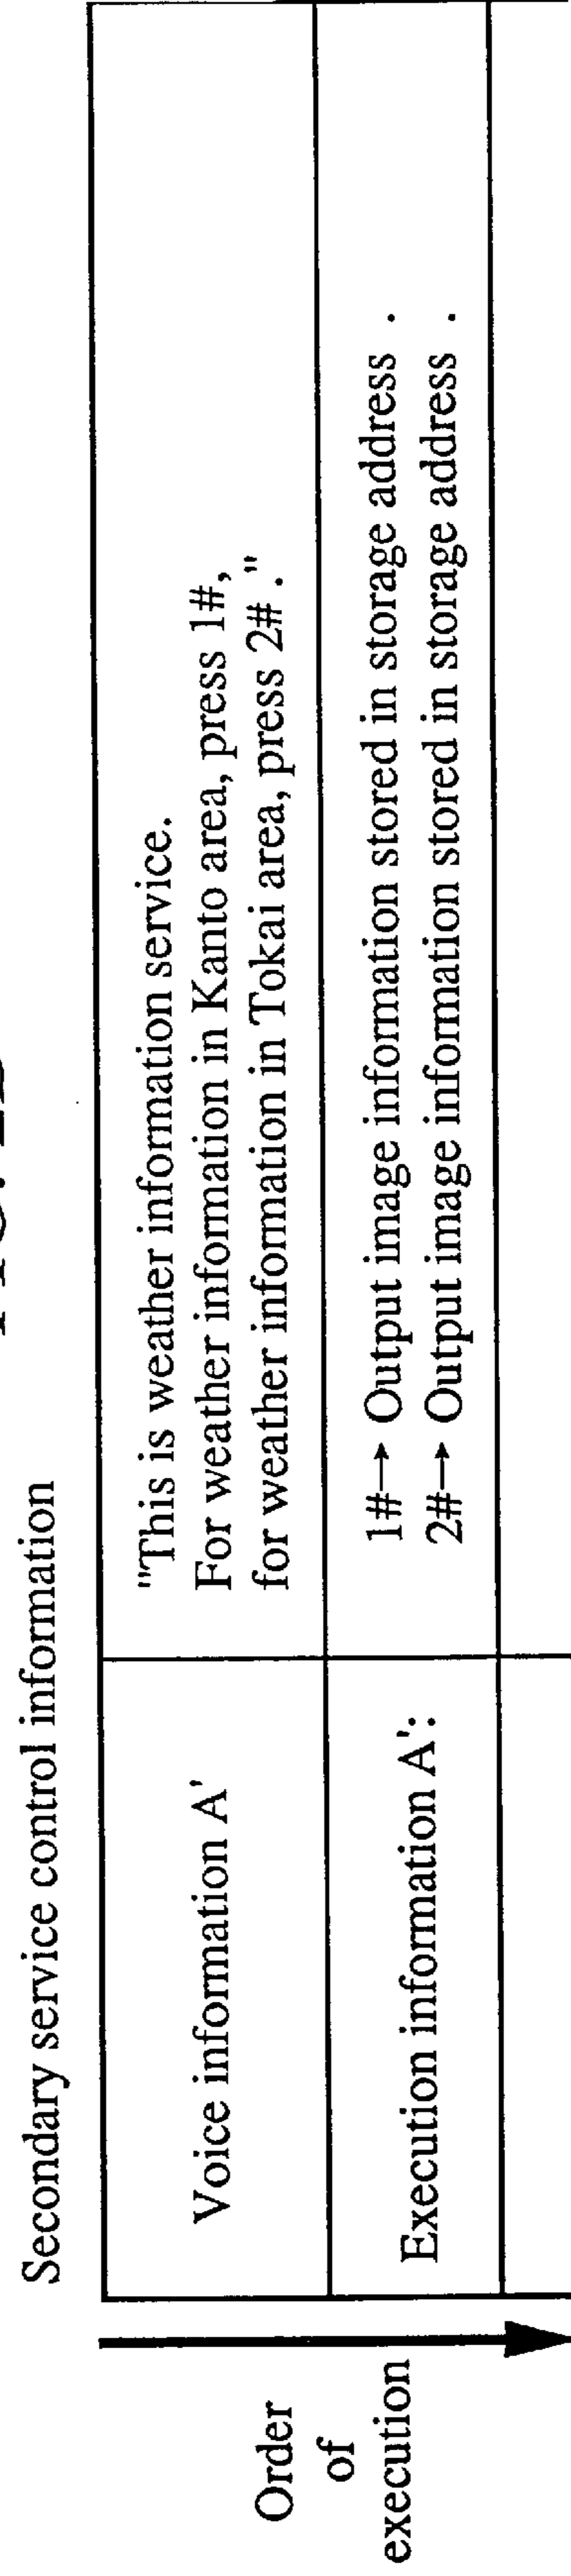 Secondary service control information
Order
of
execution
Voice information A'
"This is weather information service.
For weather information in Kanto area, press 1#,
for weather information in Tokai area, press 2# ."
Execution information A':
1#→ Output image information stored in storage address .
2#→ Output image information stored in storage address .